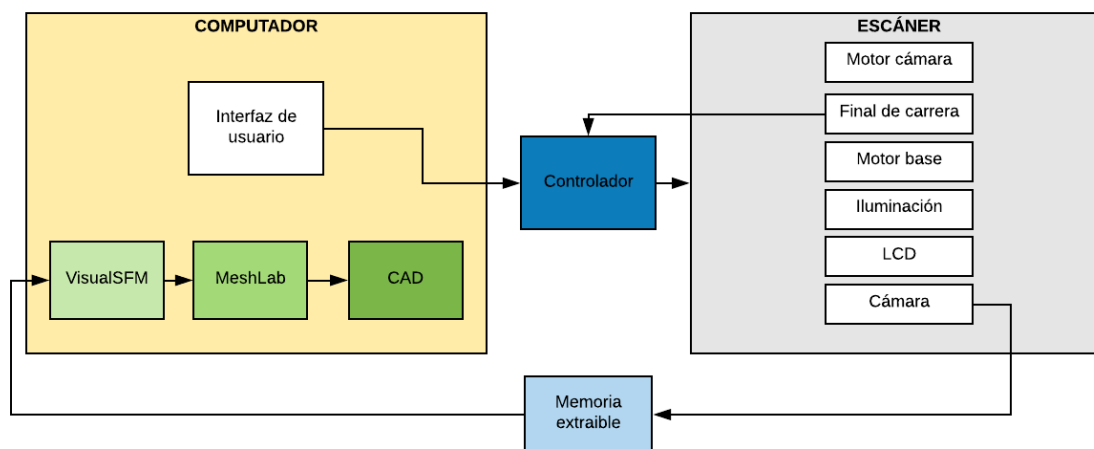 COMPUTADOR
Interfaz de
usuario
VisualSFM
MeshLab
CAD
Controlador
ESCÁNER
Motor cámara
Final de carrera
Motor base
Iluminación
LCD
Cámara
Memoria
extraible